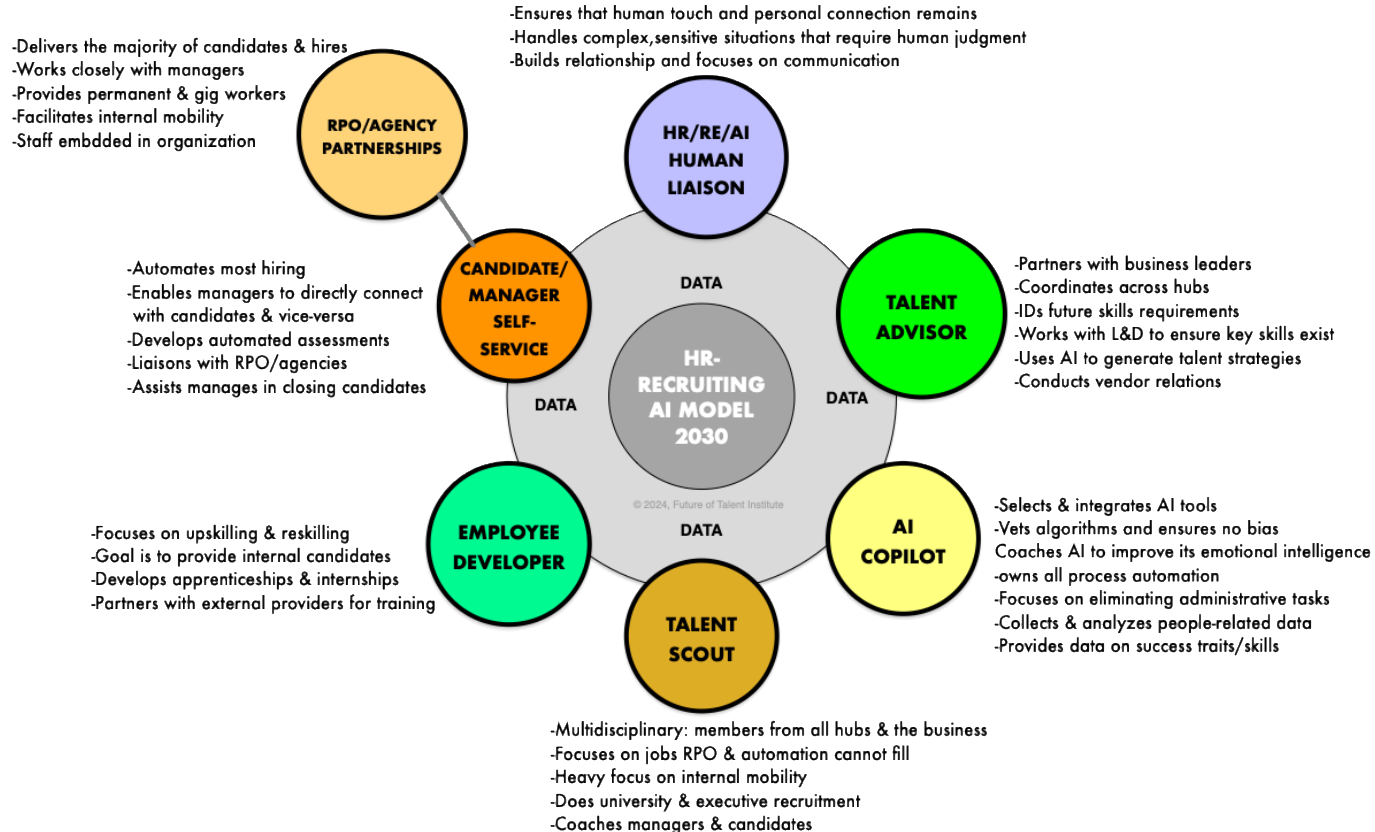 -Ensures that human touch and personal connection remains
-Handles complex,sensitive situations that require human judgment
-Builds relationship and focuses on communication
-Delivers the majority of candidates & hires
-Works closely with managers
-Provides permanent & gig workers
-Facilitates internal mobility
-Staff embdded in organization
RPO/AGENCY
PARTNERSHIPS
HR/RE/AI
HUMAN
LIAISON
-Automates most hiring
-Enables managers to directly connect
with candidates & vice-versa
-Develops automated assessments
-Liaisons with RPO/agencies
-Assists manages in closing candidates
CANDIDATE/
MANAGER
SELF-
SERVICE
DATA
TALENT
ADVISOR
-Partners with business leaders
-Coordinates across hubs
-IDs future skills requirements
-Works with L&D to ensure key skills exist
-Uses AI to generate talent strategies
-Conducts vendor relations
DATA
HR-
RECRUITING
AI MODEL
2030
DATA
© 2024, Future of Talent Institute
DATA
-Focuses on upskilling & reskilling
-Goal is to provide internal candidates
-Develops apprenticeships & internships
-Partners with external providers for training
EMPLOYEE
DEVELOPER
AI
COPILOT
-Selects & integrates AI tools
-Vets algorithms and ensures no bias
Coaches AI to improve its emotional intelligence
-owns all process automation
-Focuses on eliminating administrative tasks
-Collects & analyzes people-related data
-Provides data on success traits/skills
TALENT
SCOUT
-Multidisciplinary: members from all hubs & the business
-Focuses on jobs RPO & automation cannot fill
-Heavy focus on internal mobility
-Does university & executive recruitment
-Coaches managers & candidates